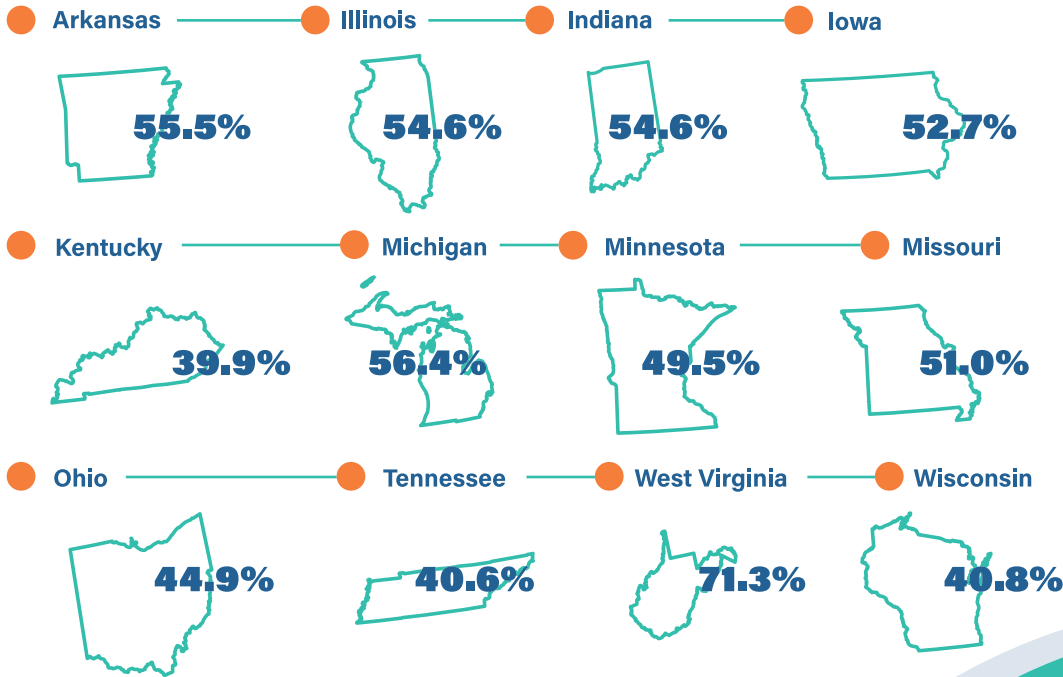 Arkansas Illinois Indiana Iowa
55.5% 54.6% 54.6% 52.7%
Kentucky Michigan Minnesota Missouri
39.9% 56.4% 49.5% 51.0%
Ohio Tennessee West Virginia Wisconsin
44.9% 40.6% 71.3% 40.8%